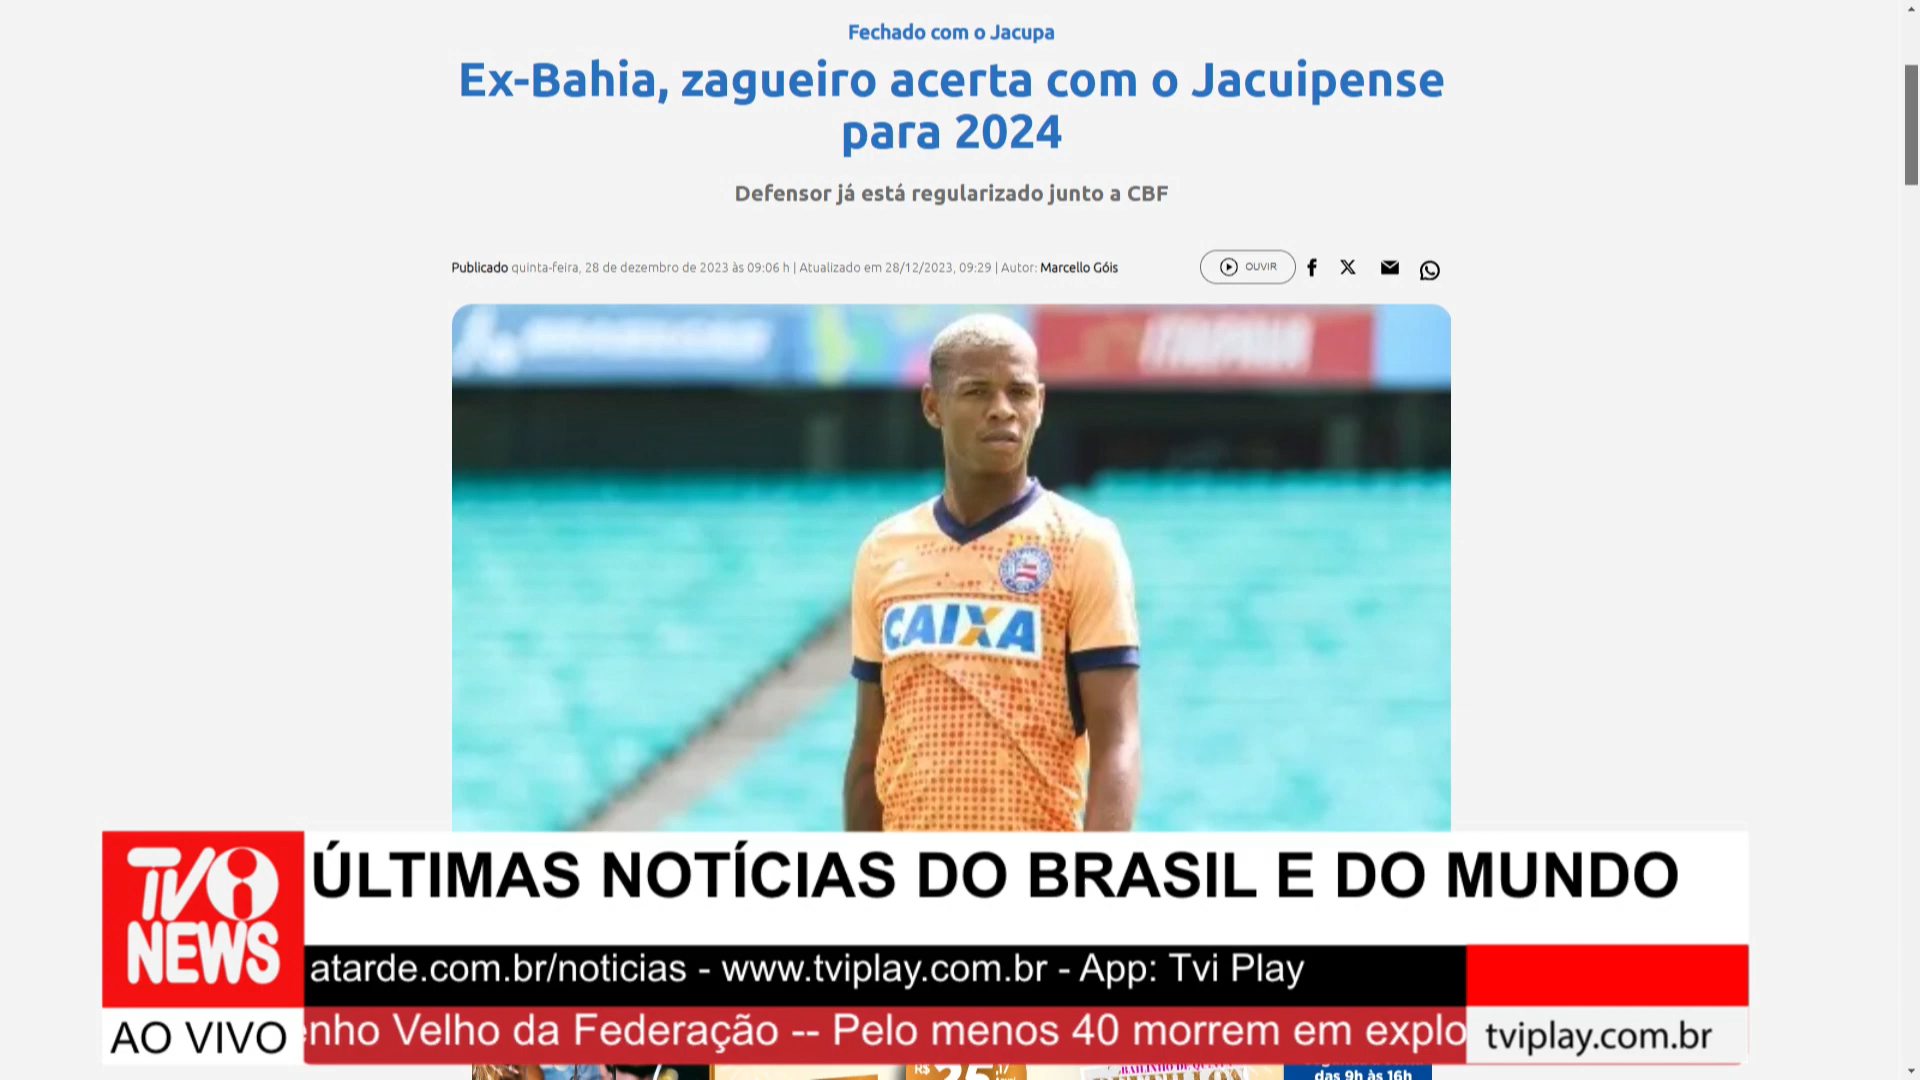 Fechado com o Jacupa
Ex-Bahia, zagueiro acerta com o Jacuipense
para 2024
Defensor já está regularizado junto a CBF
Publicado quinta-feira, 28 de dezembro de 2023 às 09:06 h | Atualizado em 28/12/2023, 09:29 | Autor: Marcello Góis
OUVIR
ITAIPAVA
CAIXA
TVi
NEWS
ÚLTIMAS NOTÍCIAS DO BRASIL E DO MUNDO
atarde.com.br/noticias - www.tviplay.com.br - App: Tvi Play
AO VIVO
nho Velho da Federação -- Pelo menos 40 morrem em explo
tviplay.com.br
R$
das 9h às 16h